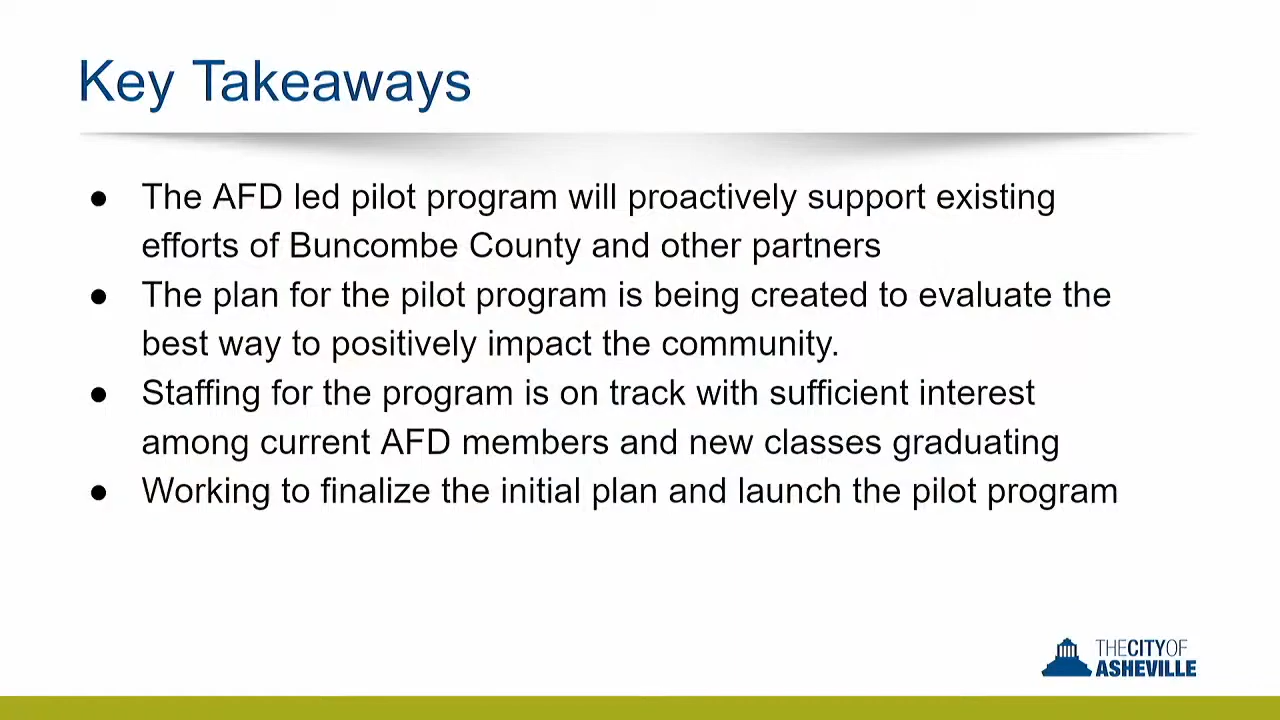 Key Takeaways
● The AFD led pilot program will proactively support existing
efforts of Buncombe County and other partners
● The plan for the pilot program is being created to evaluate the
best way to positively impact the community.
● Staffing for the program is on track with sufficient interest
among current AFD members and new classes graduating
● Working to finalize the initial plan and launch the pilot program
THECITYOF
ASHEVILLE